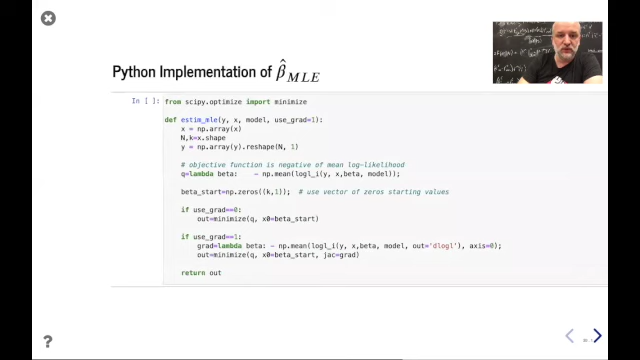 Python Implementation of β̂_MLE
In [ ]:
from scipy.optimize import minimize
def estim_mle(y, x, model, use_grad=1):
x = np.array(x)
N,k=x.shape
y = np.array(y).reshape(N, 1)
# objective function is negative of mean log-likelihood
q=lambda beta: - np.mean(logl_i(y, x,beta, model));
beta_start=np.zeros((k,1)); # use vector of zeros starting values
if use_grad==0:
out=minimize(q, x0=beta_start)
if use_grad==1:
grad=lambda beta: - np.mean(logl_i(y, x,beta, model, out='dlogl'), axis=0);
out=minimize(q, x0=beta_start, jac=grad)
return out
?